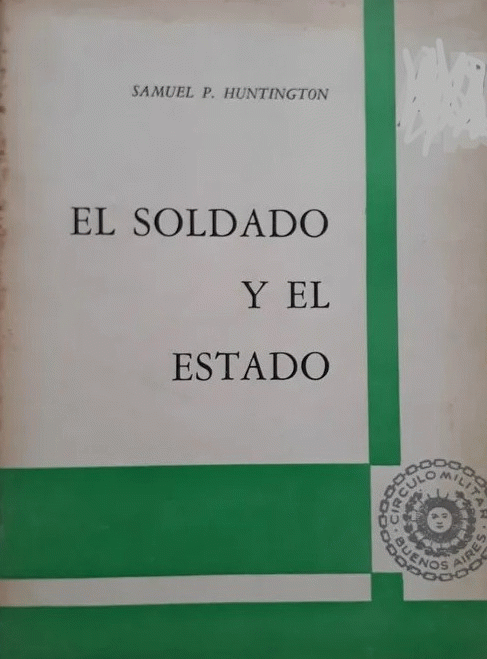 SAMUEL P. HUNTINGTON
EL SOLDADO
Y EL
ESTADO
CIRCULO MILITAR
BUENOS AIRES